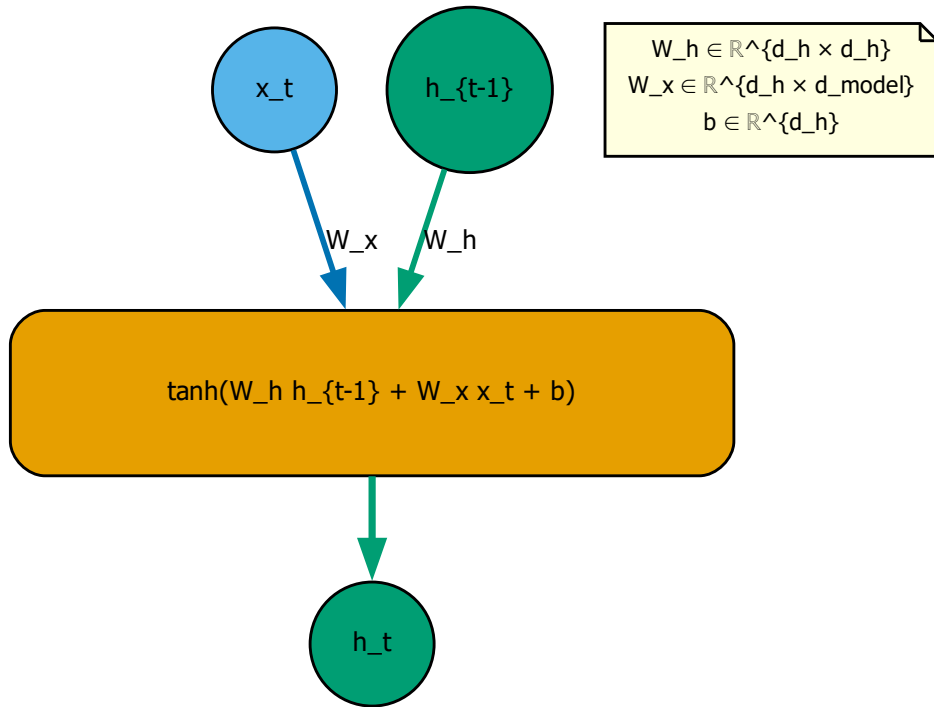 x_t
h_{t-1}
W_h ∈ ℝ^{d_h × d_h}
W_x ∈ ℝ^{d_h × d_model}
b ∈ ℝ^{d_h}
W_x
W_h
tanh(W_h h_{t-1} + W_x x_t + b)
h_t